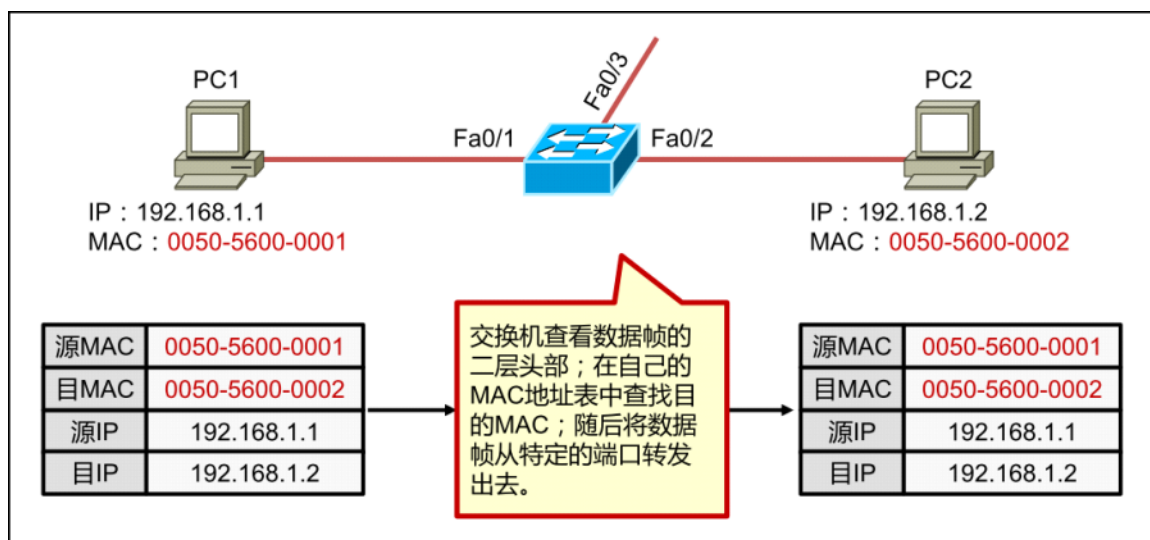 Fa0/3
PC1
PC2
Fa0/1
Fa0/2
IP：192.168.1.1
MAC：0050-5600-0001
IP：192.168.1.2
MAC：0050-5600-0002
源MAC 0050-5600-0001
目MAC 0050-5600-0002
源IP 192.168.1.1
目IP 192.168.1.2
交换机查看数据帧的
二层头部；在自己的
MAC地址表中查找目
的MAC；随后将数据
帧从特定的端口转发
出去。
源MAC 0050-5600-0001
目MAC 0050-5600-0002
源IP 192.168.1.1
目IP 192.168.1.2